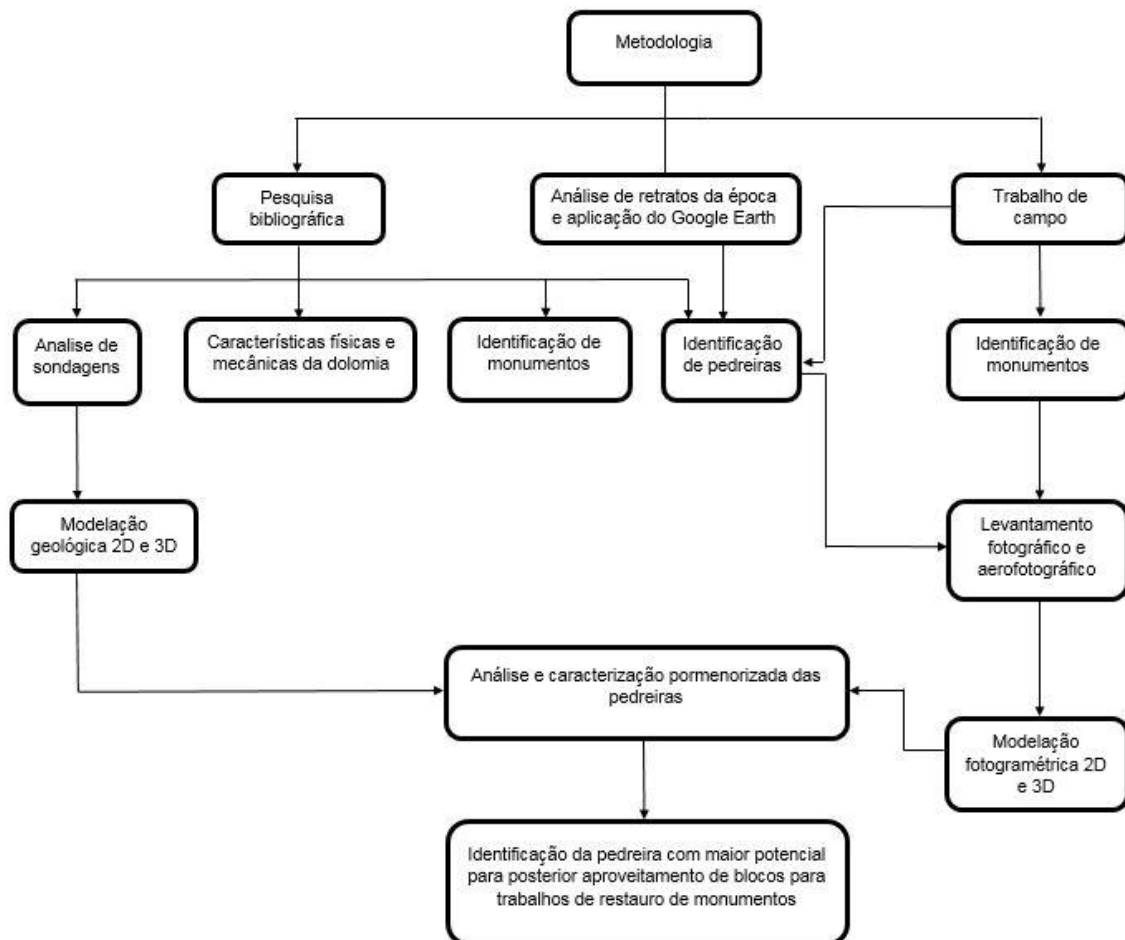 Metodologia
Pesquisa
bibliográfica
Análise de retratos da época
e aplicação do Google Earth
Trabalho de
campo
Analise de
sondagens
Características físicas e
mecânicas da dolomia
Identificação de
monumentos
Identificação
de pedreiras
Identificação de
monumentos
Modelação
geológica 2D e 3D
Levantamento
fotográfico e
aerofotográfico
Análise e caracterização pormenorizada das
pedreiras
Modelação
fotogramétrica 2D
e 3D
Identificação da pedreira com maior potencial
para posterior aproveitamento de blocos para
trabalhos de restauro de monumentos